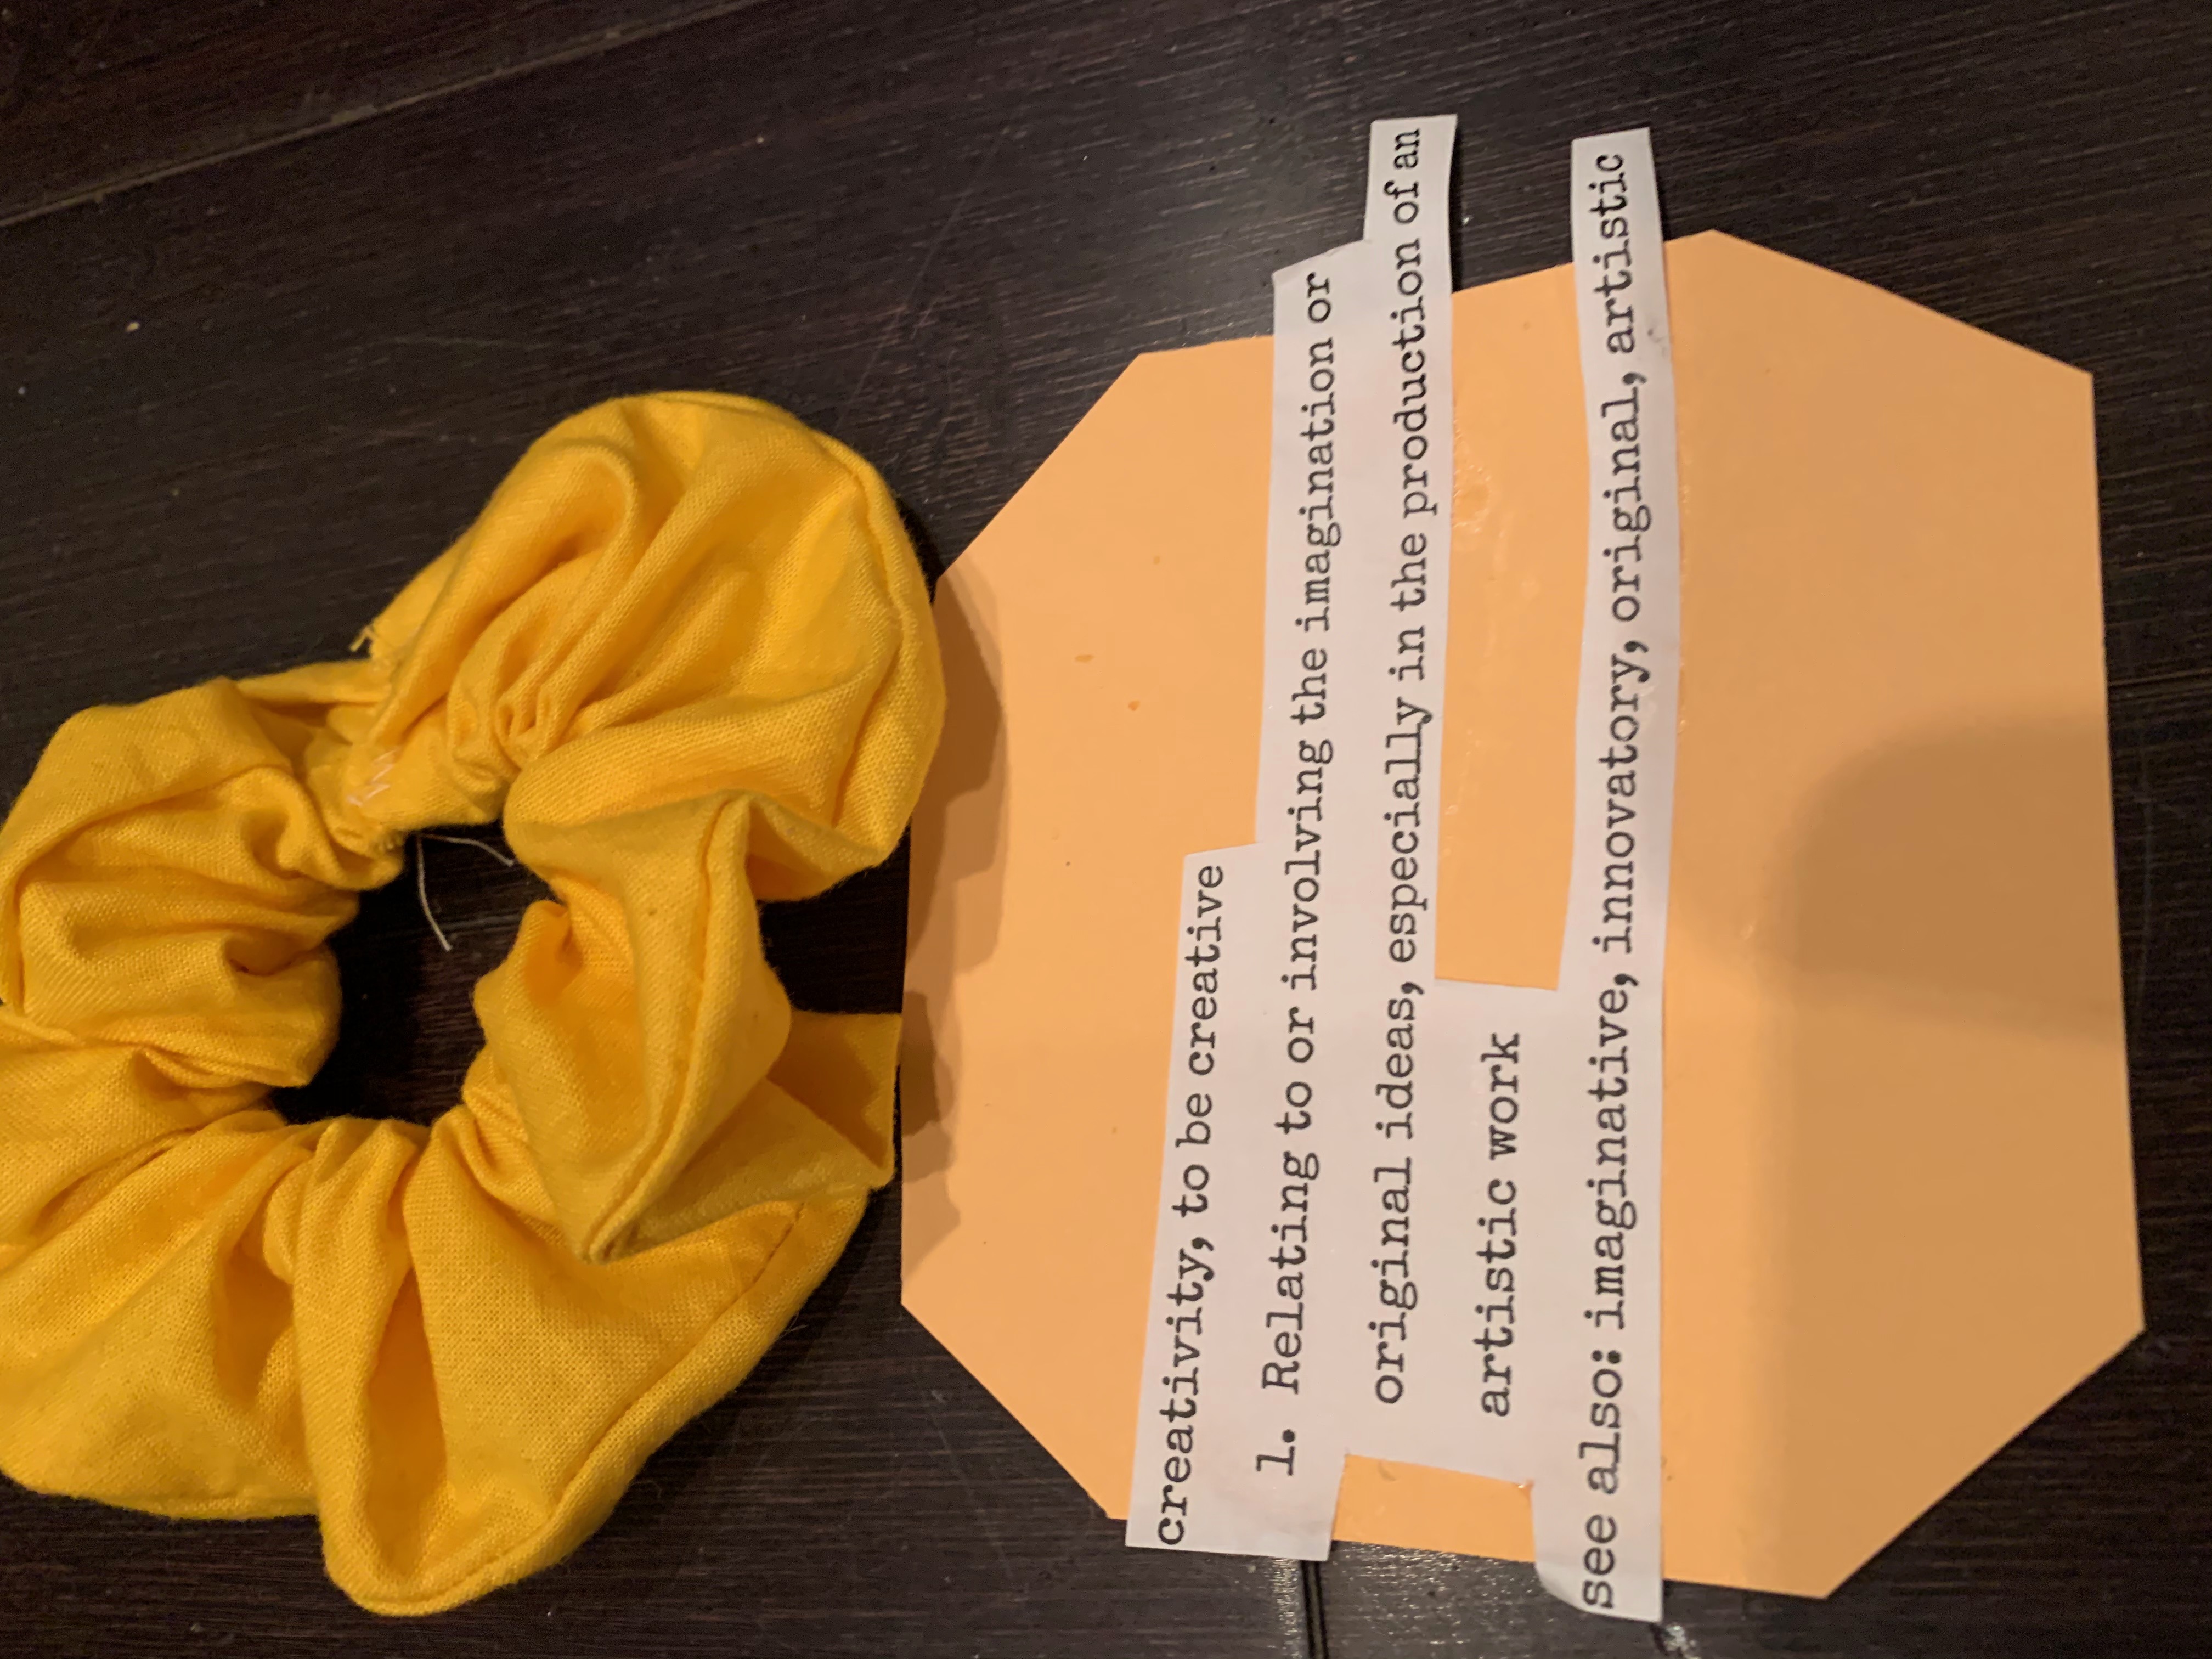 creativity, to be creative
1. Relating to or involving the imagination or
original ideas, especially in the production of an
artistic work
see also: imaginative, innovatory, original, artistic